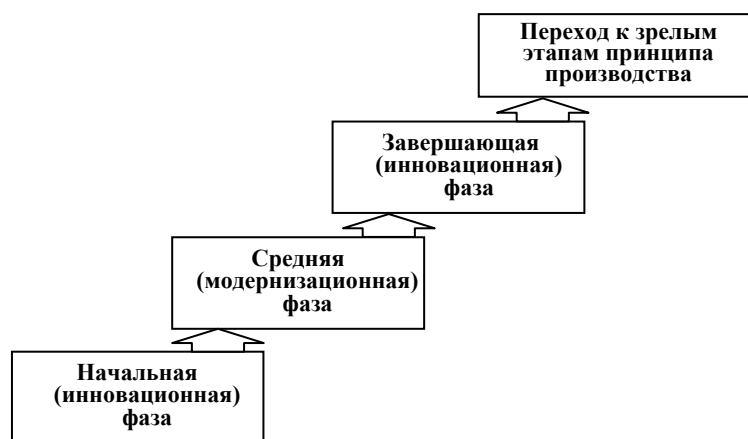 Переход к зрелым
этапам принципа
производства
Завершающая
(инновационная)
фаза
Средняя
(модернизационная)
фаза
Начальная
(инновационная)
фаза